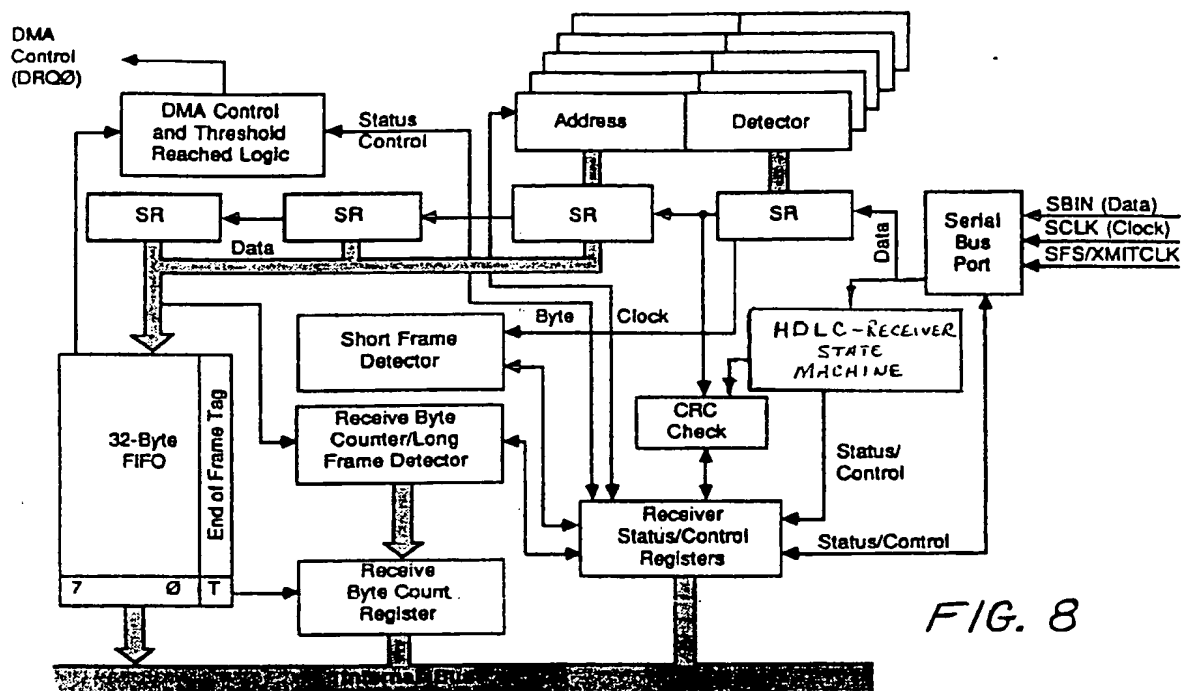 DMA
Control
(DRQØ)
DMA Control
and Threshold
Reached Logic
Status
Control
Address
Detector
SR
SR
SR
SR
Data
Data
Serial
Bus
Port
SBIN (Data)
SCLK (Clock)
SFS/XMITCLK
Byte
Clock
Short Frame
Detector
HDLC-RECEIVER
STATE
MACHINE
32-Byte
FIFO
End of Frame Tag
Receive Byte
Counter/Long
Frame Detector
CRC
Check
Status/
Control
Receiver
Status/Control
Registers
Status/Control
7 Ø T
Receive
Byte Count
Register
FIG. 8
Internal Bus